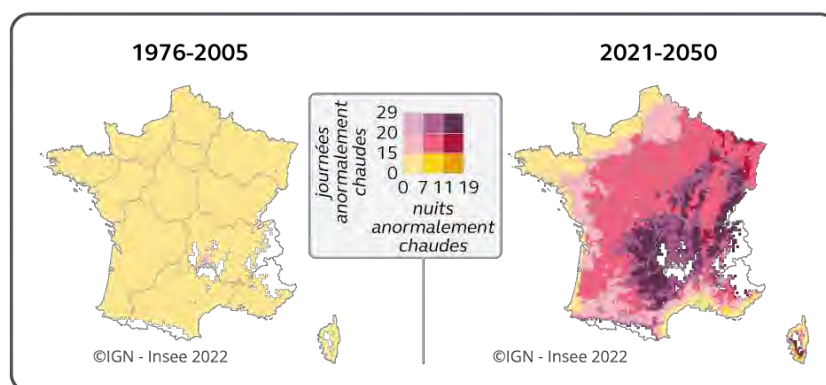 1976-2005
2021-2050
journées
anormalement
chaudes
29
20
15
0
0 7 11 19
nuits
anormalement
chaudes
©IGN - Insee 2022
©IGN - Insee 2022